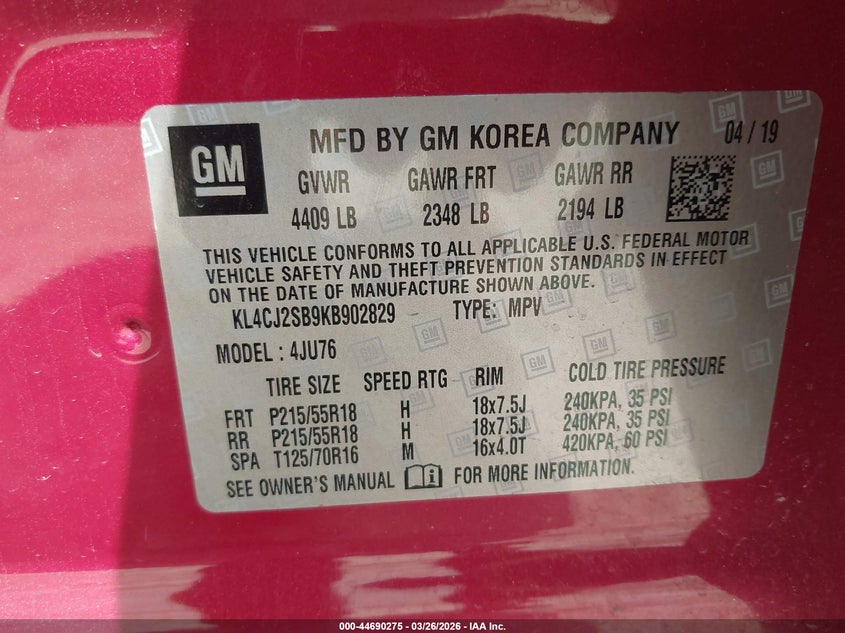 GM
MFD BY GM KOREA COMPANY 04/19
GVWR GAWR FRT GAWR RR
4409 LB 2348 LB 2194 LB
THIS VEHICLE CONFORMS TO ALL APPLICABLE U.S. FEDERAL MOTOR
VEHICLE SAFETY AND THEFT PREVENTION STANDARDS IN EFFECT
ON THE DATE OF MANUFACTURE SHOWN ABOVE.
KL4CJ2SB9KB902829 TYPE: MPV
MODEL : 4JU76
TIRE SIZE SPEED RTG RIM COLD TIRE PRESSURE
FRT P215/55R18 H 18x7.5J 240KPA, 35 PSI
RR P215/55R18 H 18x7.5J 240KPA, 35 PSI
SPA T125/70R16 M 16x4.0T 420KPA, 60 PSI
SEE OWNER'S MANUAL FOR MORE INFORMATION.
000-44690275 | 03/26/2026 | IAA Inc.